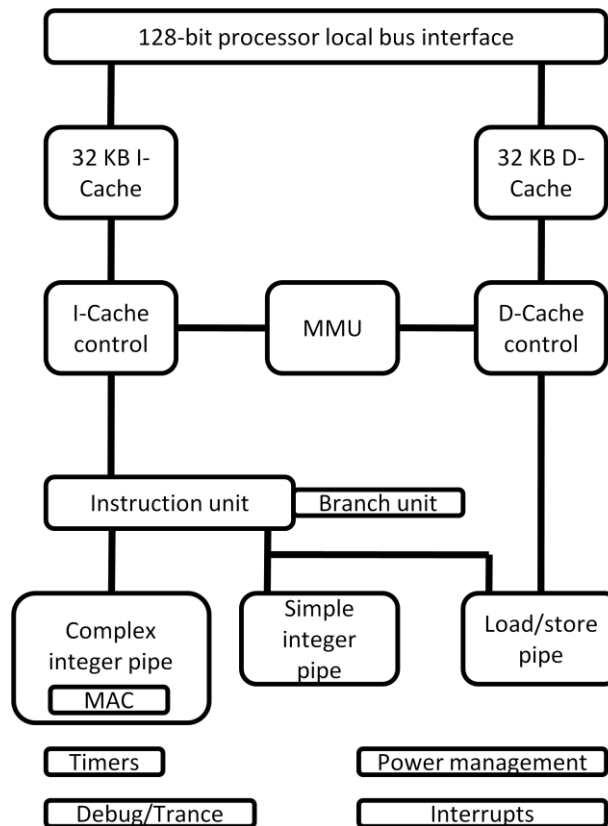 128-bit processor local bus interface
32 KB I-
Cache
32 KB D-
Cache
I-Cache
control
MMU
D-Cache
control
Instruction unit
Branch unit
Complex
integer pipe
MAC
Simple
integer
pipe
Load/store
pipe
Timers
Power management
Debug/Trance
Interrupts